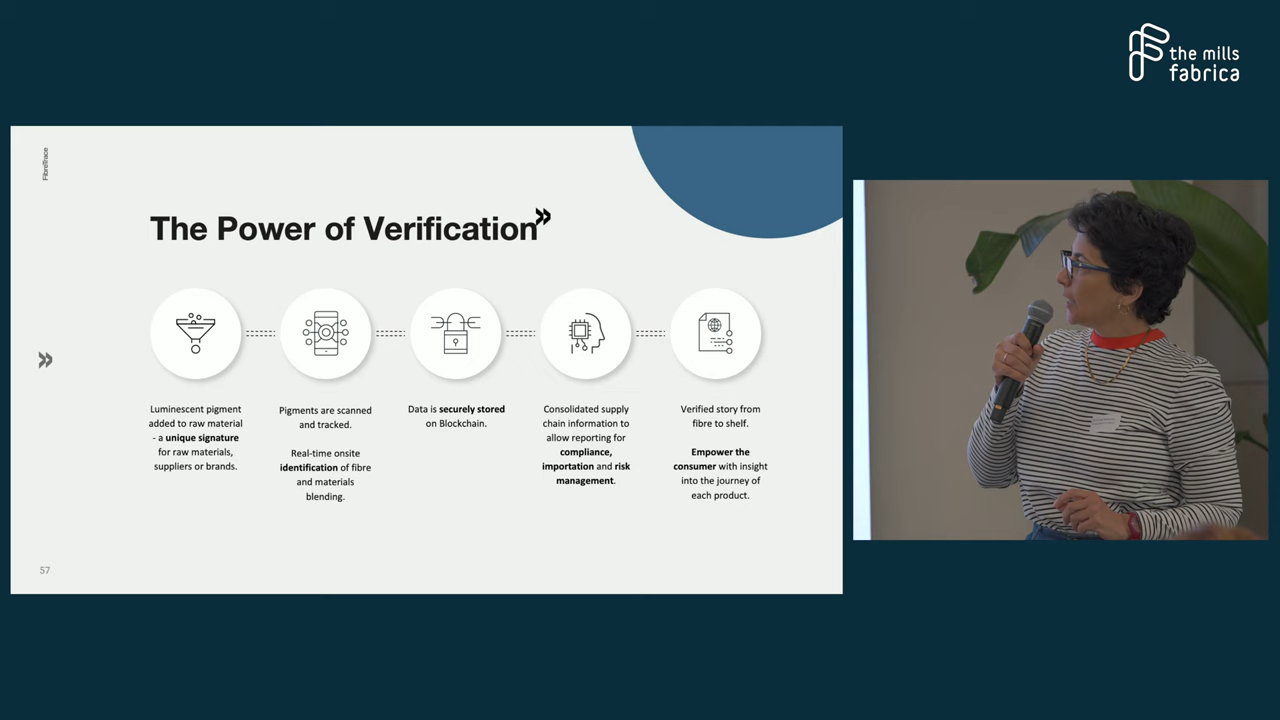 the mills
fabrica
FibreTrace
The Power of Verification»
»
Luminescent pigment
added to raw material
- a unique signature
for raw materials,
suppliers or brands.
Pigments are scanned
and tracked.
Real-time onsite
identification of fibre
and materials
blending.
Data is securely stored
on Blockchain.
Consolidated supply
chain information to
allow reporting for
compliance,
importation and risk
management.
Verified story from
fibre to shelf.
Empower the
consumer with insight
into the journey of
each product.
57